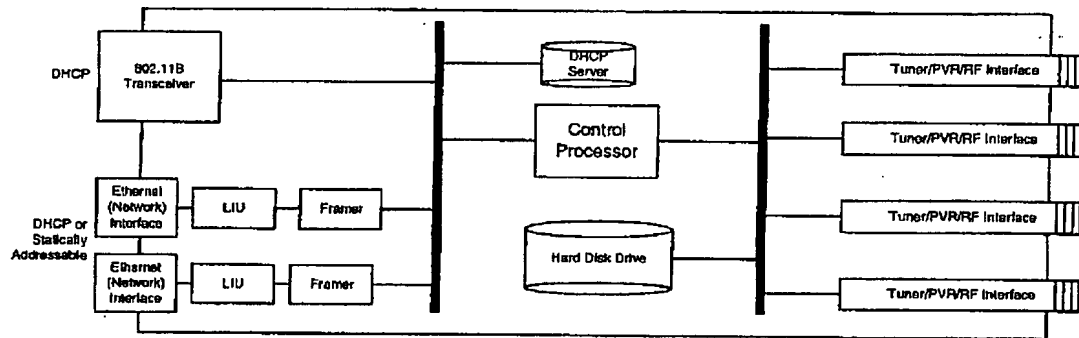 DHCP
802.11B
Transceiver
DHCP
Server
Tuner/PVR/RF Interface
Control
Processor
Tuner/PVR/RF Interface
Ethernet
(Network)
Interface
LIU
Framer
DHCP or
Statically
Addressable
Tuner/PVR/RF Interface
Hard Disk Drive
Ethernet
(Network)
Interface
LIU
Framer
Tuner/PVR/RF Interface